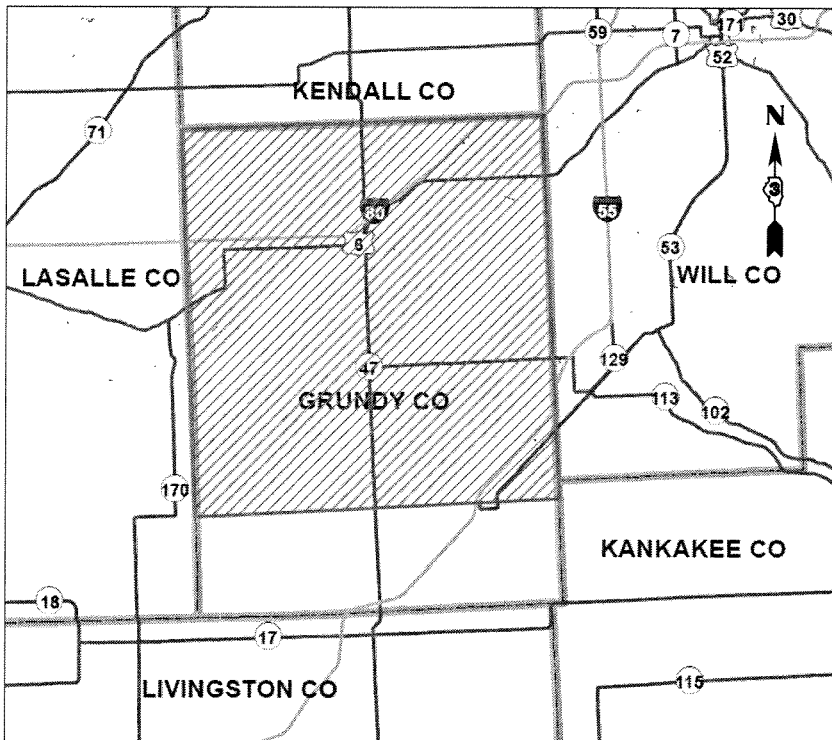 59
7
171
30
52
KENDALL CO
71
N
3
80
55
6
53
LASALLE CO
WILL CO
47
129
GRUNDY CO
113
102
170
KANKAKEE CO
18
17
LIVINGSTON CO
115